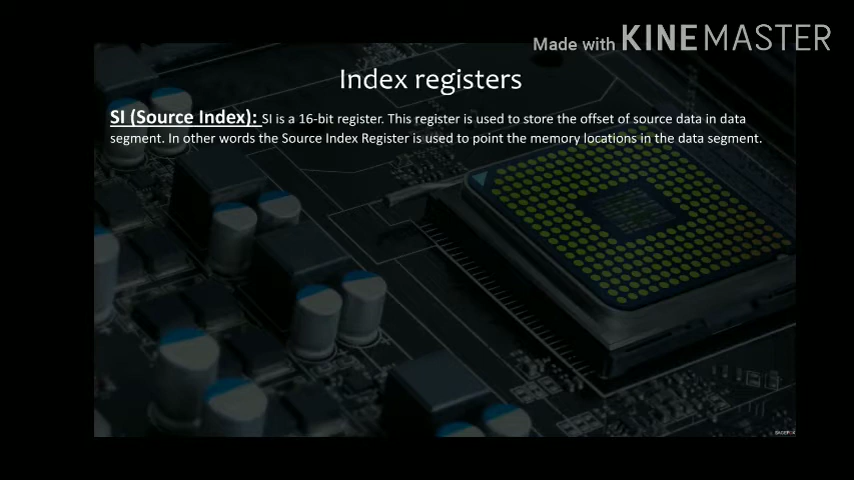 Made with KINEMASTER
Index registers
SI (Source Index): SI is a 16-bit register. This register is used to store the offset of source data in data
segment. In other words the Source Index Register is used to point the memory locations in the data segment.